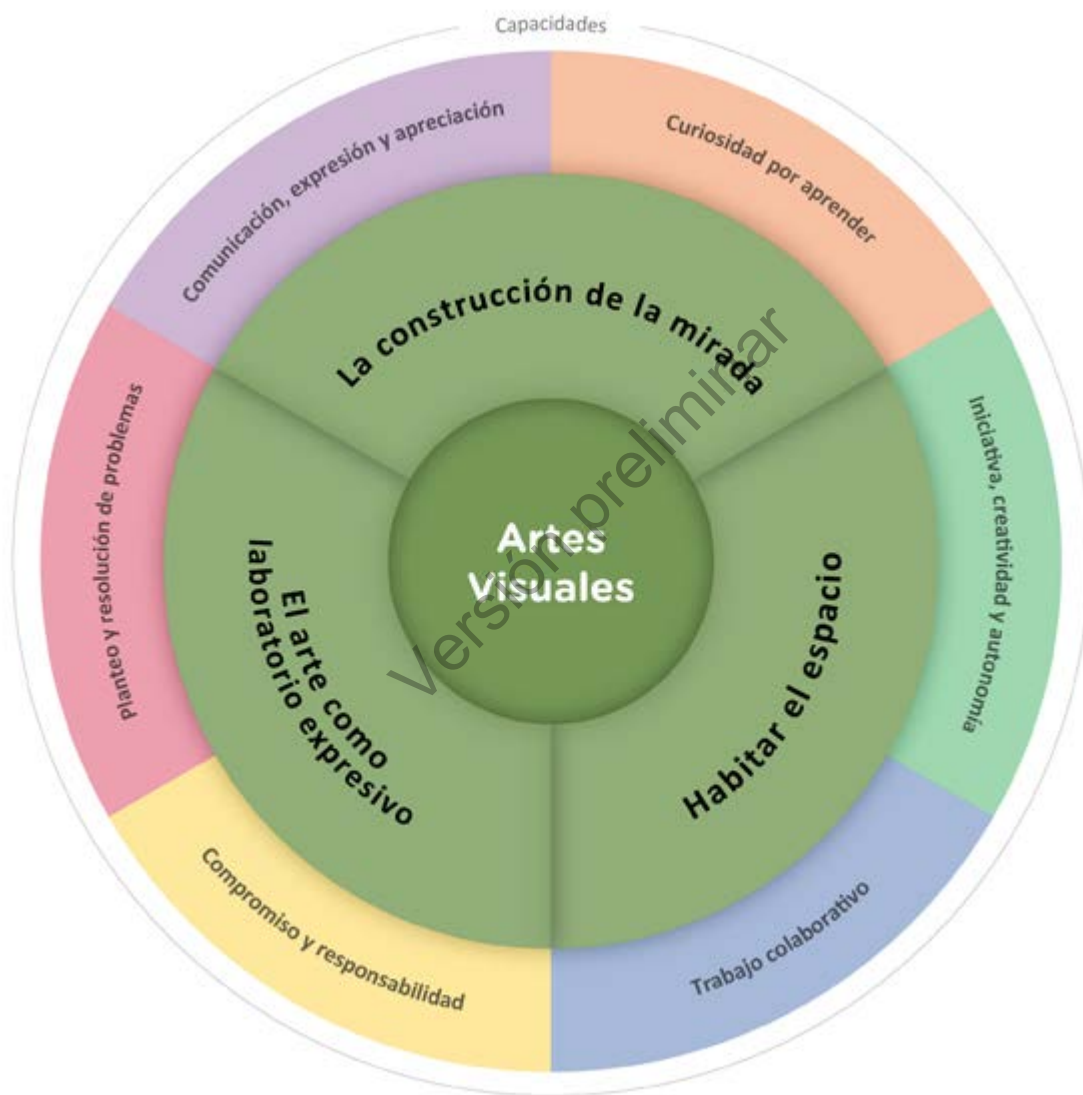 Capacidades
Comunicación, expresión y apreciación
Curiosidad por aprender
La construcción de la mirada
Planteo y resolución de problemas
Iniciativa, creatividad y autonomía
Artes
Visuales
El arte como
laboratorio expresivo
Habitar el espacio
Compromiso y responsabilidad
Trabajo colaborativo
Versión preliminar